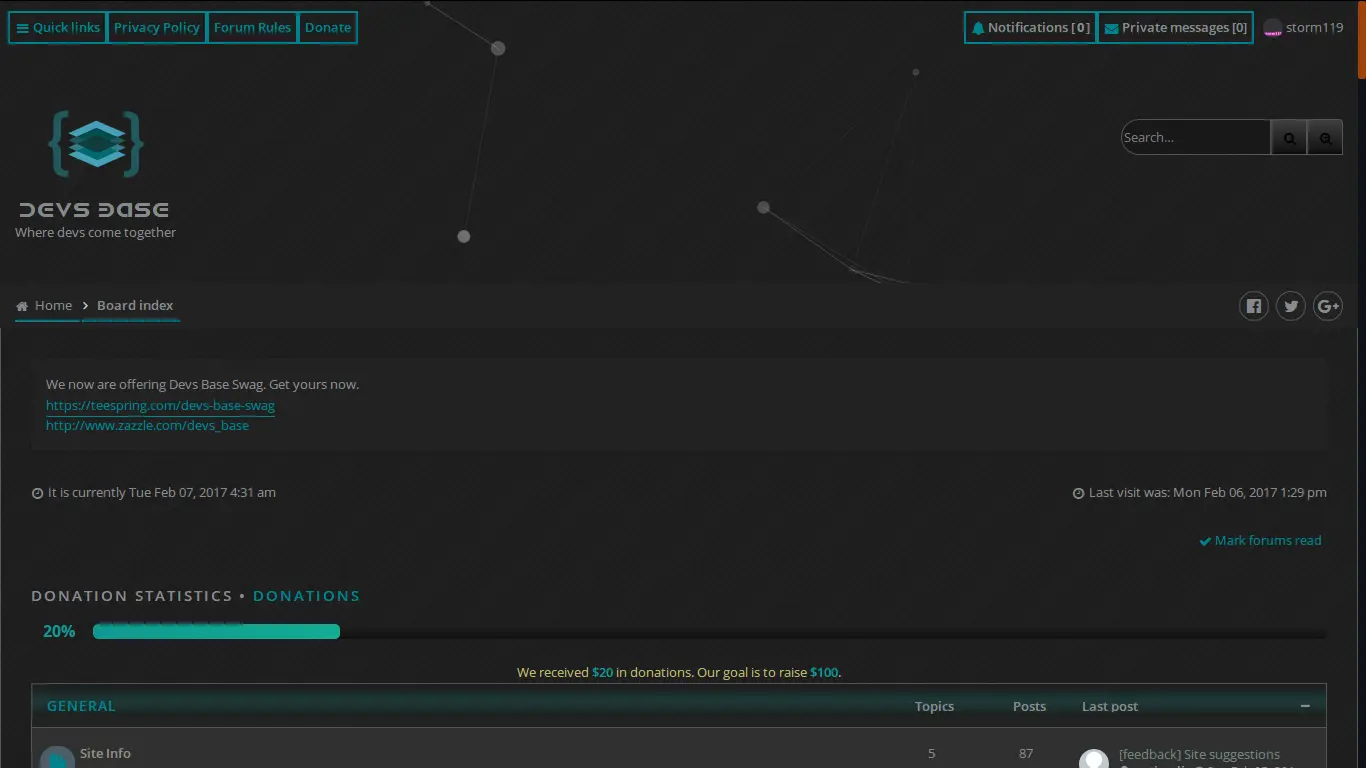 Quick links Privacy Policy Forum Rules Donate
Notifications [0] Private messages [0] storm119
Search...
DEVS BASE
Where devs come together
Home Board index
We now are offering Devs Base Swag. Get yours now.
https://teespring.com/devs-base-swag
http://www.zazzle.com/devs_base
It is currently Tue Feb 07, 2017 4:31 am
Last visit was: Mon Feb 06, 2017 1:29 pm
Mark forums read
DONATION STATISTICS • DONATIONS
20%
We received $20 in donations. Our goal is to raise $100.
GENERAL Topics Posts Last post
Site Info 5 87 [feedback] Site suggestions